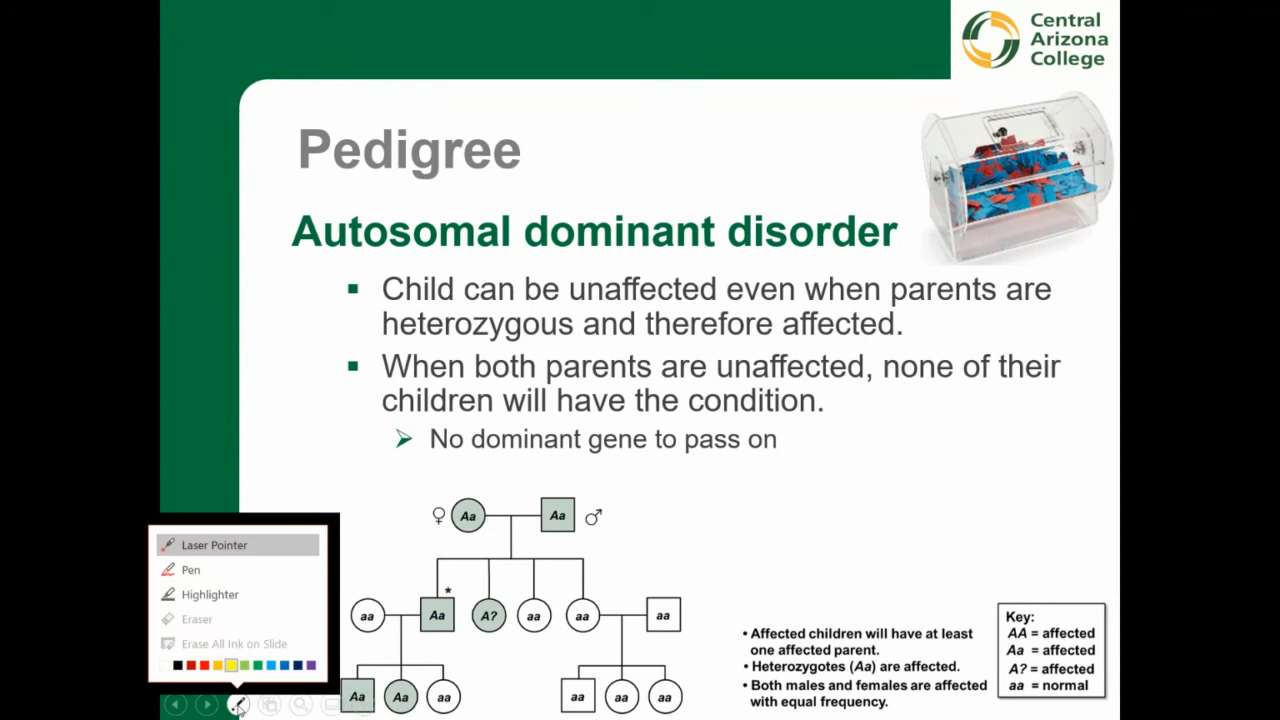 Central
Arizona
College
Pedigree
Autosomal dominant disorder
Child can be unaffected even when parents are
heterozygous and therefore affected.
When both parents are unaffected, none of their
children will have the condition.
No dominant gene to pass on
♀ Aa Aa ♂
*
aa Aa A? aa aa aa
Aa Aa aa aa aa aa
Laser Pointer
Pen
Highlighter
Eraser
Erase All Ink on Slide
• Affected children will have at least
one affected parent.
• Heterozygotes (Aa) are affected.
• Both males and females are affected
with equal frequency.
Key:
AA = affected
Aa = affected
A? = affected
aa = normal